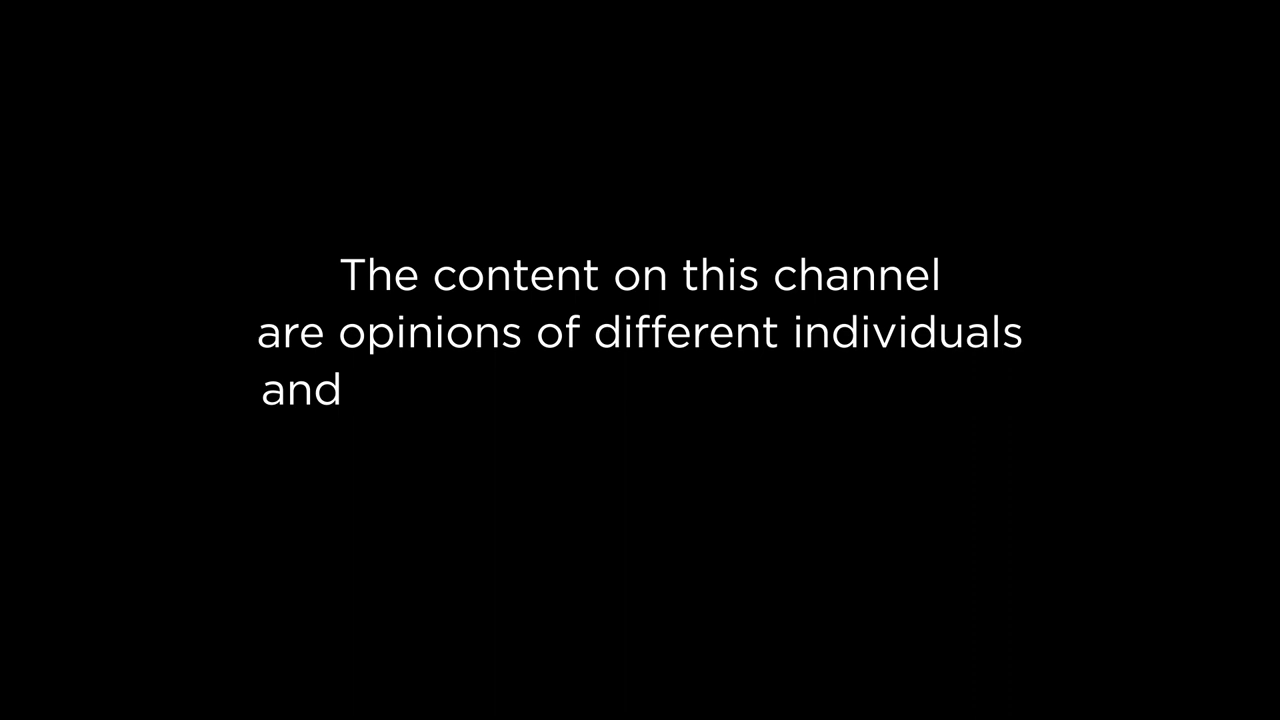 The content on this channel
are opinions of different individuals
and